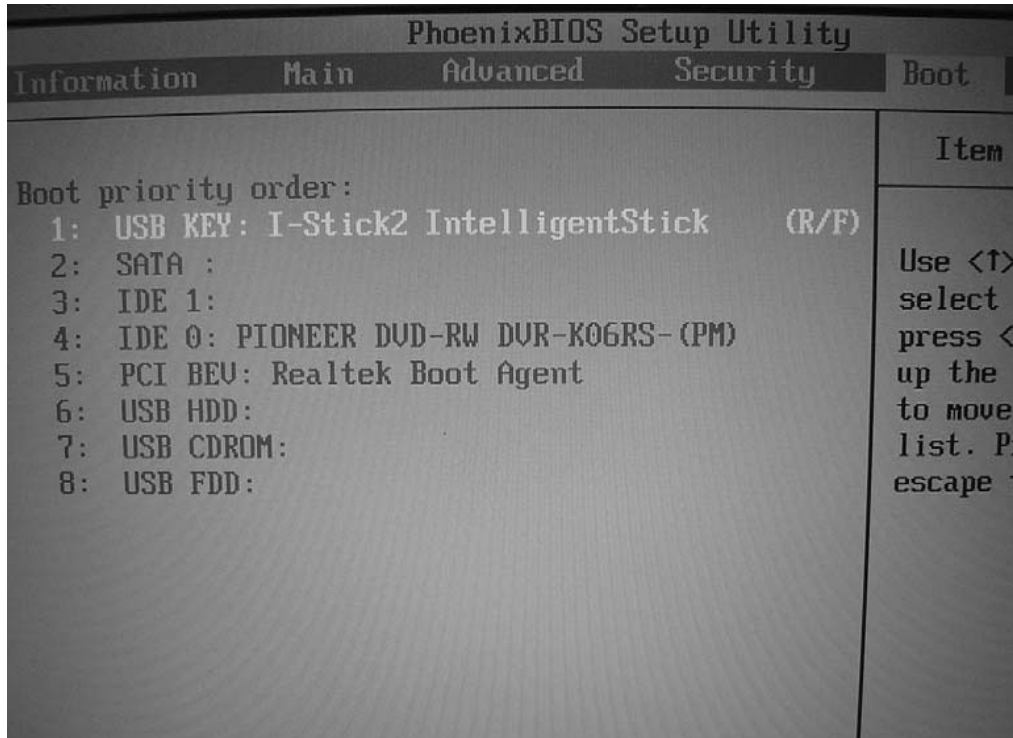 PhoenixBIOS Setup Utility
Information Main Advanced Security Boot
Item
Boot priority order:
1: USB KEY: I-Stick2 IntelligentStick (R/F)
2: SATA :
3: IDE 1:
4: IDE 0: PIONEER DVD-RW DVR-K06RS-(PM)
5: PCI BEV: Realtek Boot Agent
6: USB HDD:
7: USB CDROM:
8: USB FDD:
Use <↑>
select
press <
up the
to move
list. P
escape